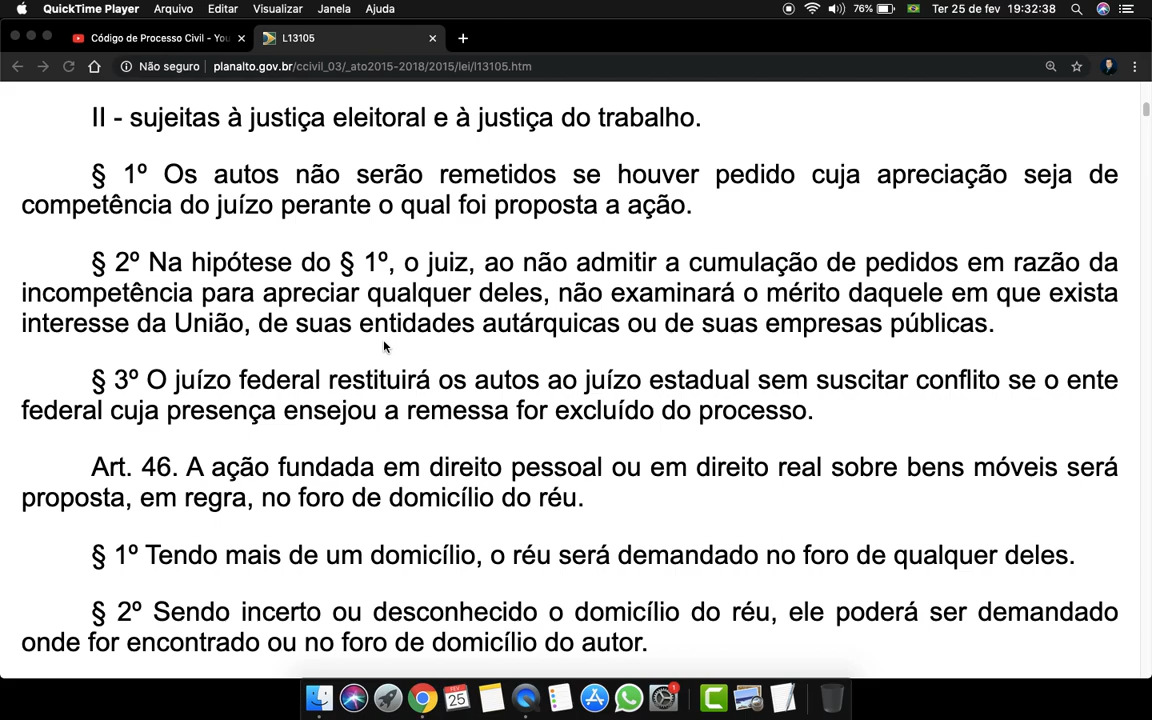 QuickTime Player Arquivo Editar Visualizar Janela Ajuda 76% Ter 25 de fev 19:32:38
Código de Processo Civil - You L13105
Não seguro planalto.gov.br/ccivil_03/_ato2015-2018/2015/lei/l13105.htm
II - sujeitas à justiça eleitoral e à justiça do trabalho.
§ 1º Os autos não serão remetidos se houver pedido cuja apreciação seja de
competência do juízo perante o qual foi proposta a ação.
§ 2º Na hipótese do § 1º, o juiz, ao não admitir a cumulação de pedidos em razão da
incompetência para apreciar qualquer deles, não examinará o mérito daquele em que exista
interesse da União, de suas entidades autárquicas ou de suas empresas públicas.
§ 3º O juízo federal restituirá os autos ao juízo estadual sem suscitar conflito se o ente
federal cuja presença ensejou a remessa for excluído do processo.
Art. 46. A ação fundada em direito pessoal ou em direito real sobre bens móveis será
proposta, em regra, no foro de domicílio do réu.
§ 1º Tendo mais de um domicílio, o réu será demandado no foro de qualquer deles.
§ 2º Sendo incerto ou desconhecido o domicílio do réu, ele poderá ser demandado
onde for encontrado ou no foro de domicílio do autor.
FEV
25
1